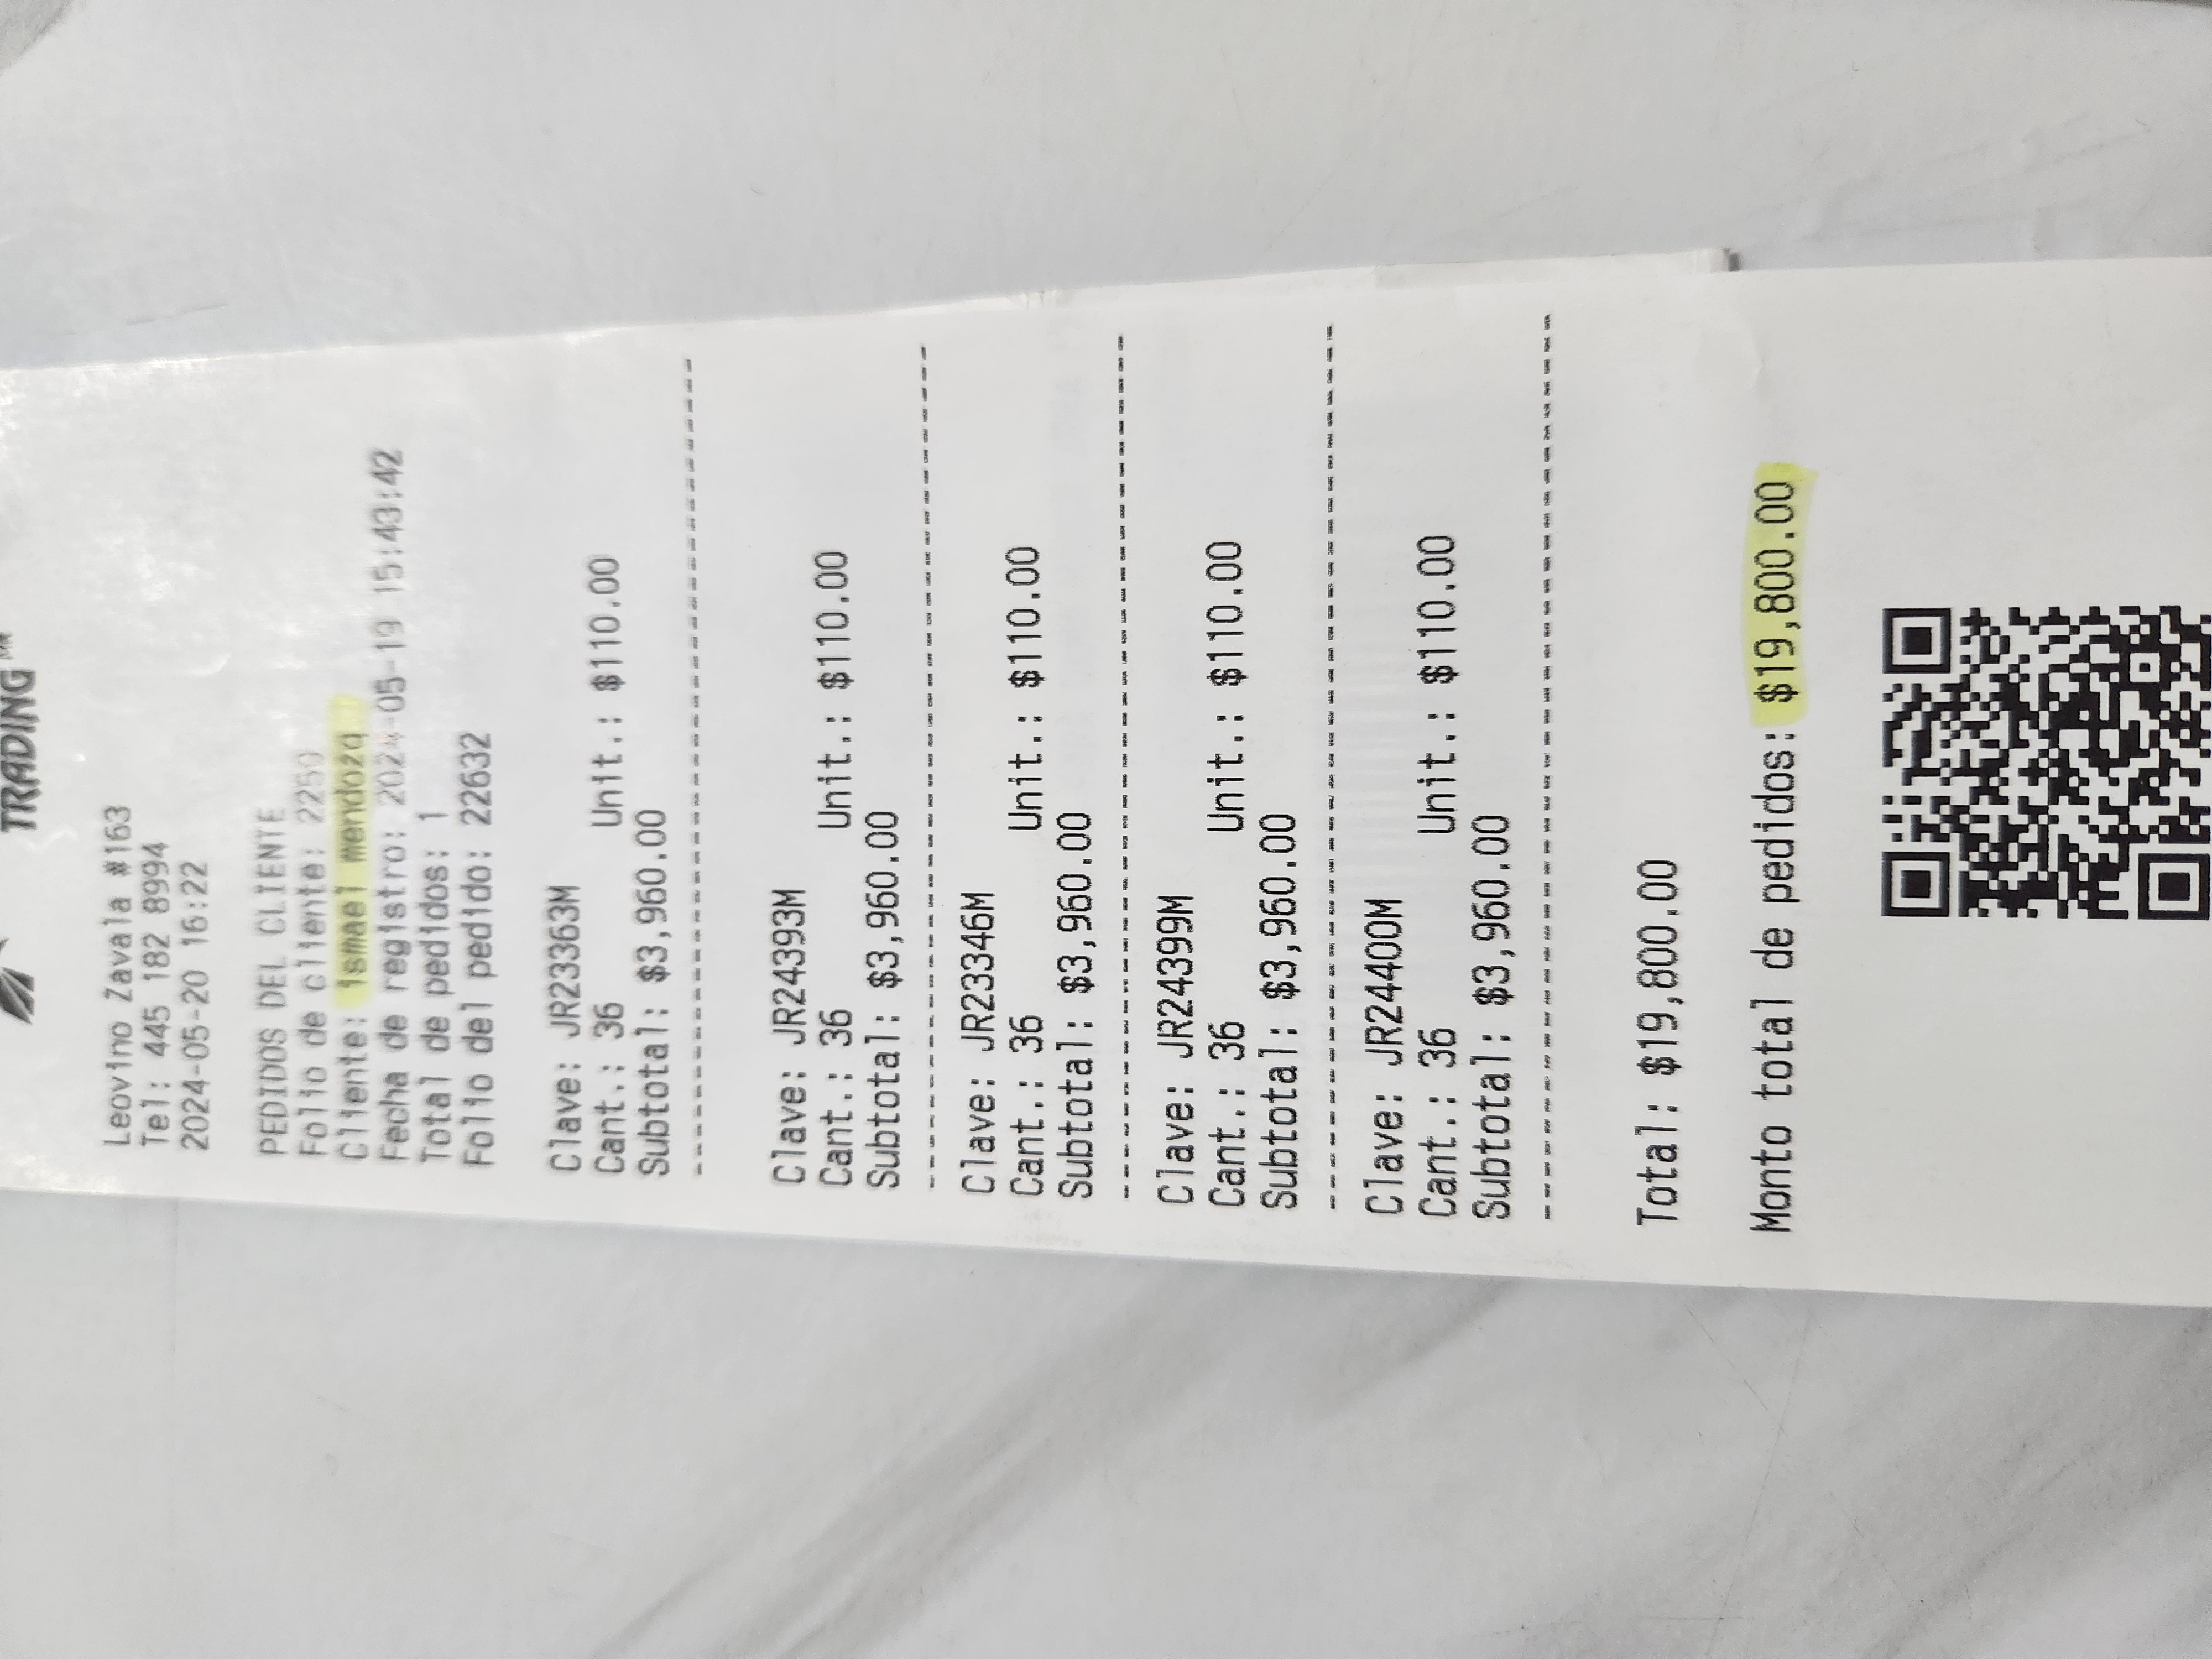 TRADING
Leovino Zavala #163
Tel: 445 182 8994
2024-05-20 16:22
PEDIDOS DEL CLIENTE
Folio de cliente: 2259
Cliente: ismael mendoza
Fecha de registro: 2024-05-19 15:43:42
Total de pedidos: 1
Folio del pedido: 22632
Clave: JR23363M
Cant.: 36 Unit.: $110.00
Subtotal: $3,960.00
--------------------------------
Clave: JR24393M
Cant.: 36 Unit.: $110.00
Subtotal: $3,960.00
--------------------------------
Clave: JR23346M
Cant.: 36 Unit.: $110.00
Subtotal: $3,960.00
--------------------------------
Clave: JR24399M
Cant.: 36 Unit.: $110.00
Subtotal: $3,960.00
--------------------------------
Clave: JR24400M
Cant.: 36 Unit.: $110.00
Subtotal: $3,960.00
--------------------------------
Total: $19,800.00
Monto total de pedidos: $19,800.00